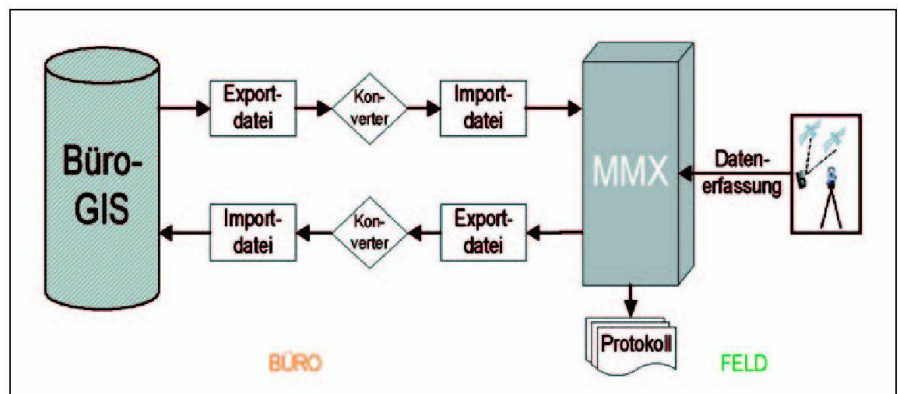 Export-
datei
Kon-
verter
Import-
datei
Büro-
GIS
MMX
Daten-
erfassung
Import-
datei
Kon-
verter
Export-
datei
Protokoll
BÜRO
FELD